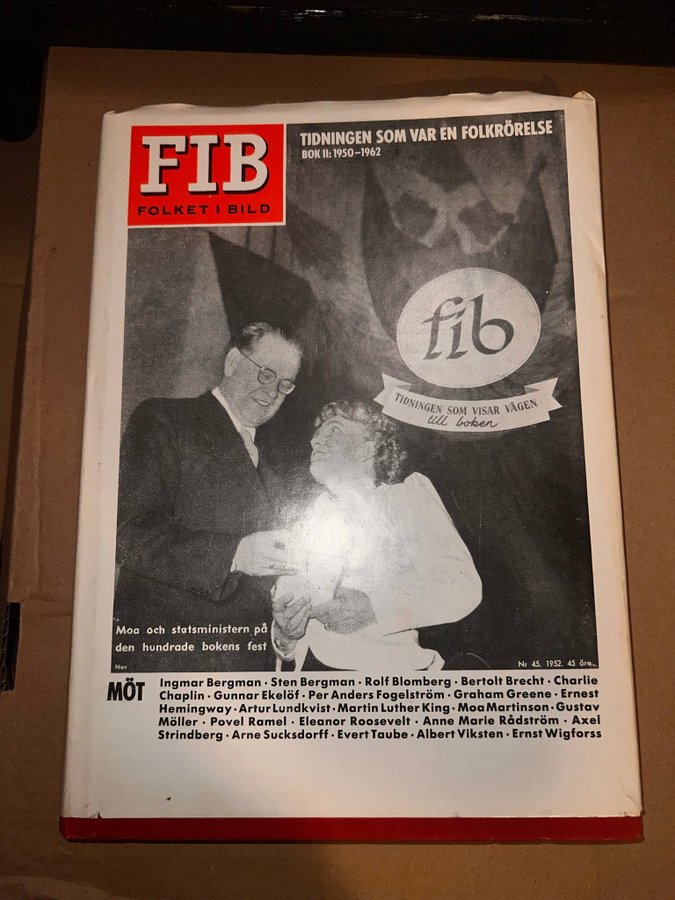 FIB
FOLKET I BILD
TIDNINGEN SOM VAR EN FOLKRÖRELSE
BOK II: 1950-1962
fib
TIDNINGEN SOM VISAR VÄGEN
till boken
Moa och statsministern på
den hundrade bokens fest
Nov
Nr 45. 1952. 45 öre
MÖT Ingmar Bergman · Sten Bergman · Rolf Blomberg · Bertolt Brecht · Charlie
Chaplin · Gunnar Ekelöf · Per Anders Fogelström · Graham Greene · Ernest
Hemingway · Artur Lundkvist · Martin Luther King · Moa Martinson · Gustav
Möller · Povel Ramel · Eleanor Roosevelt · Anne Marie Rådström · Axel
Strindberg · Arne Sucksdorff · Evert Taube · Albert Viksten · Ernst Wigforss